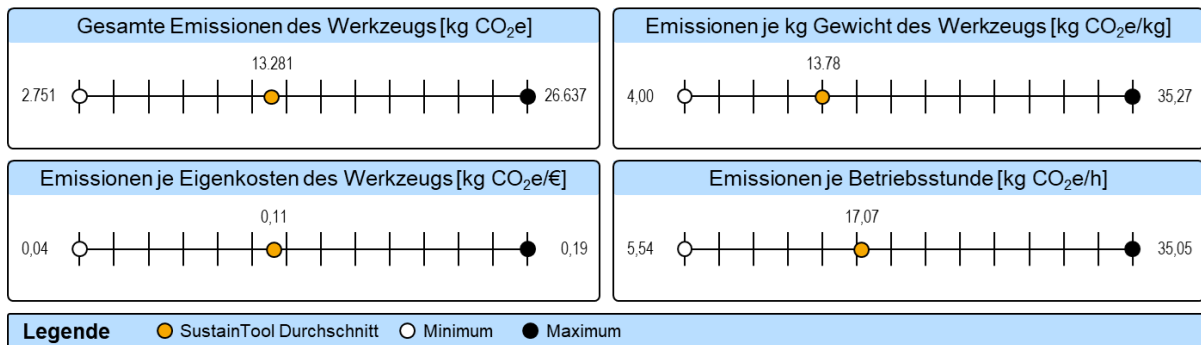 Gesamte Emissionen des Werkzeugs [kg CO₂e]
13.281
2.751
26.637
Emissionen je kg Gewicht des Werkzeugs [kg CO₂e/kg]
13.78
4,00
35,27
Emissionen je Eigenkosten des Werkzeugs [kg CO₂e/€]
0,11
0,04
0,19
Emissionen je Betriebsstunde [kg CO₂e/h]
17,07
5,54
35,05
Legende SustainTool Durchschnitt Minimum Maximum